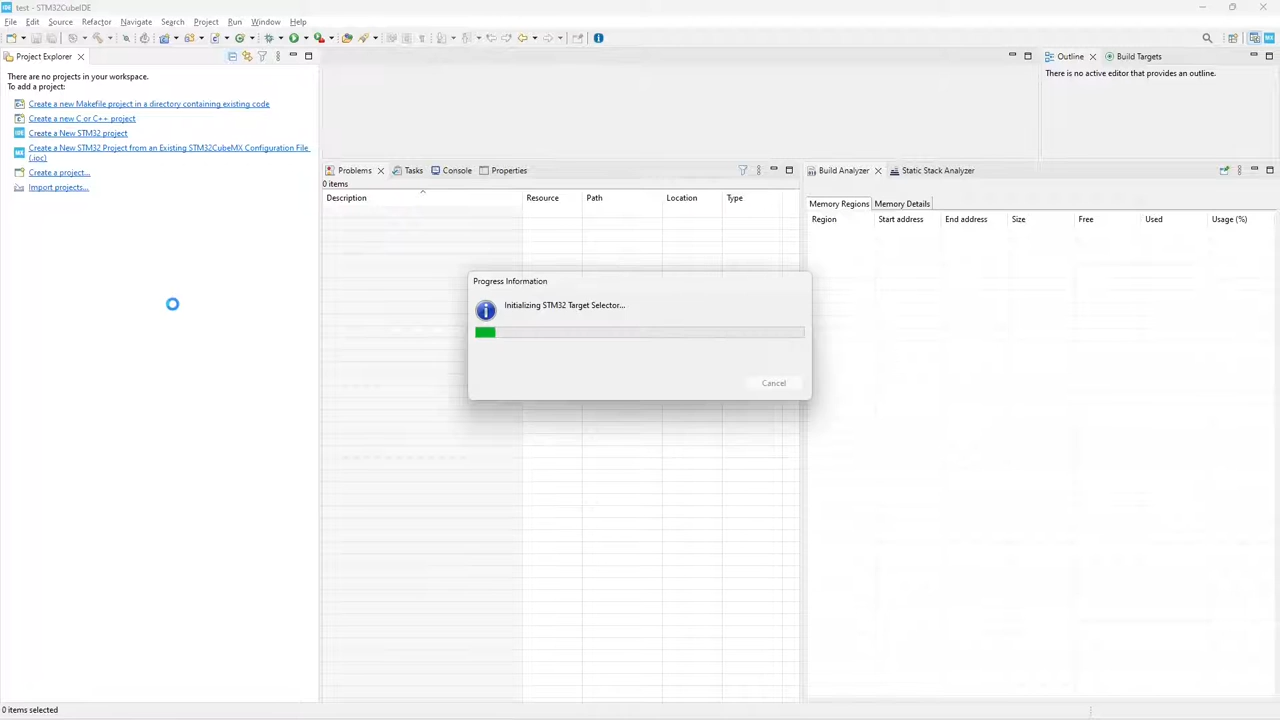 IDE test - STM32CubeIDE
File Edit Source Refactor Navigate Search Project Run Window Help
Project Explorer
There are no projects in your workspace.
To add a project:
Create a new Makefile project in a directory containing existing code
Create a new C or C++ project
IDE Create a New STM32 project
MX Create a New STM32 Project from an Existing STM32CubeMX Configuration File
(.ioc)
Create a project...
Import projects...
Outline Build Targets
There is no active editor that provides an outline.
Problems Tasks Console Properties
0 items
Description Resource Path Location Type
Build Analyzer Static Stack Analyzer
Memory Regions Memory Details
Region Start address End address Size Free Used Usage (%)
Progress Information
Initializing STM32 Target Selector...
Cancel
0 items selected